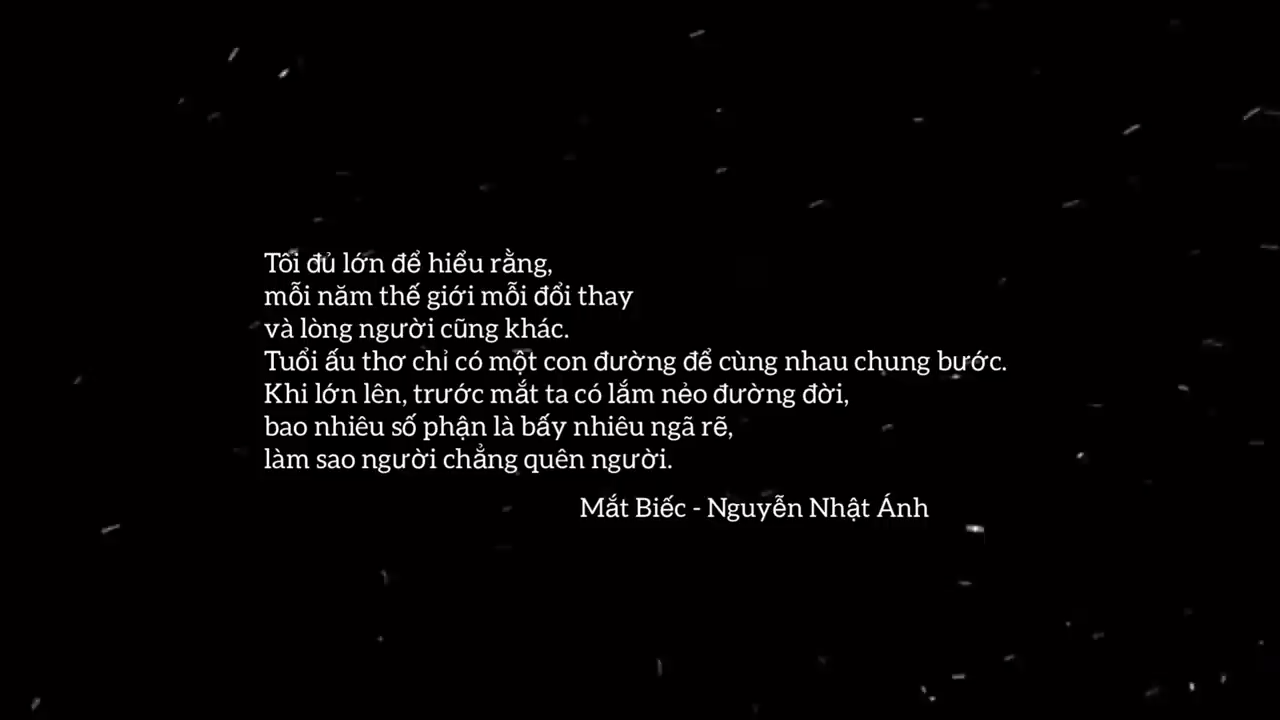 Tôi đủ lớn để hiểu rằng,
mỗi năm thế giới mỗi đổi thay
và lòng người cũng khác.
Tuổi ấu thơ chỉ có một con đường để cùng nhau chung bước.
Khi lớn lên, trước mắt ta có lắm nẻo đường đời,
bao nhiêu số phận là bấy nhiêu ngã rẽ,
làm sao người chẳng quên người.
Mắt Biếc - Nguyễn Nhật Ánh